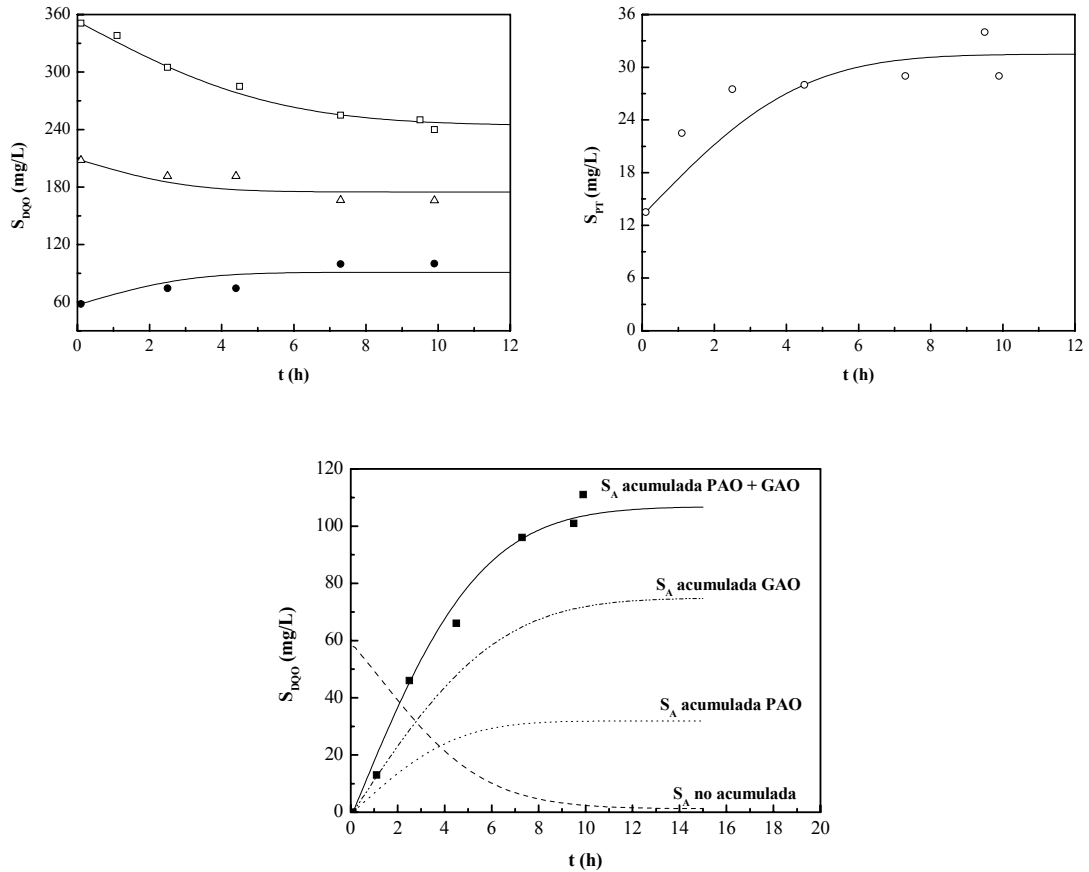 360
300
240
180
120
60
S_DQO (mg/L)
0 2 4 6 8 10 12
t (h)
36
30
24
18
12
6
0
S_PT (mg/L)
0 2 4 6 8 10 12
t (h)
120
100
80
60
40
20
0
S_DQO (mg/L)
S_A acumulada PAO + GAO
S_A acumulada GAO
S_A acumulada PAO
S_A no acumulada
0 2 4 6 8 10 12 14 16 18 20
t (h)